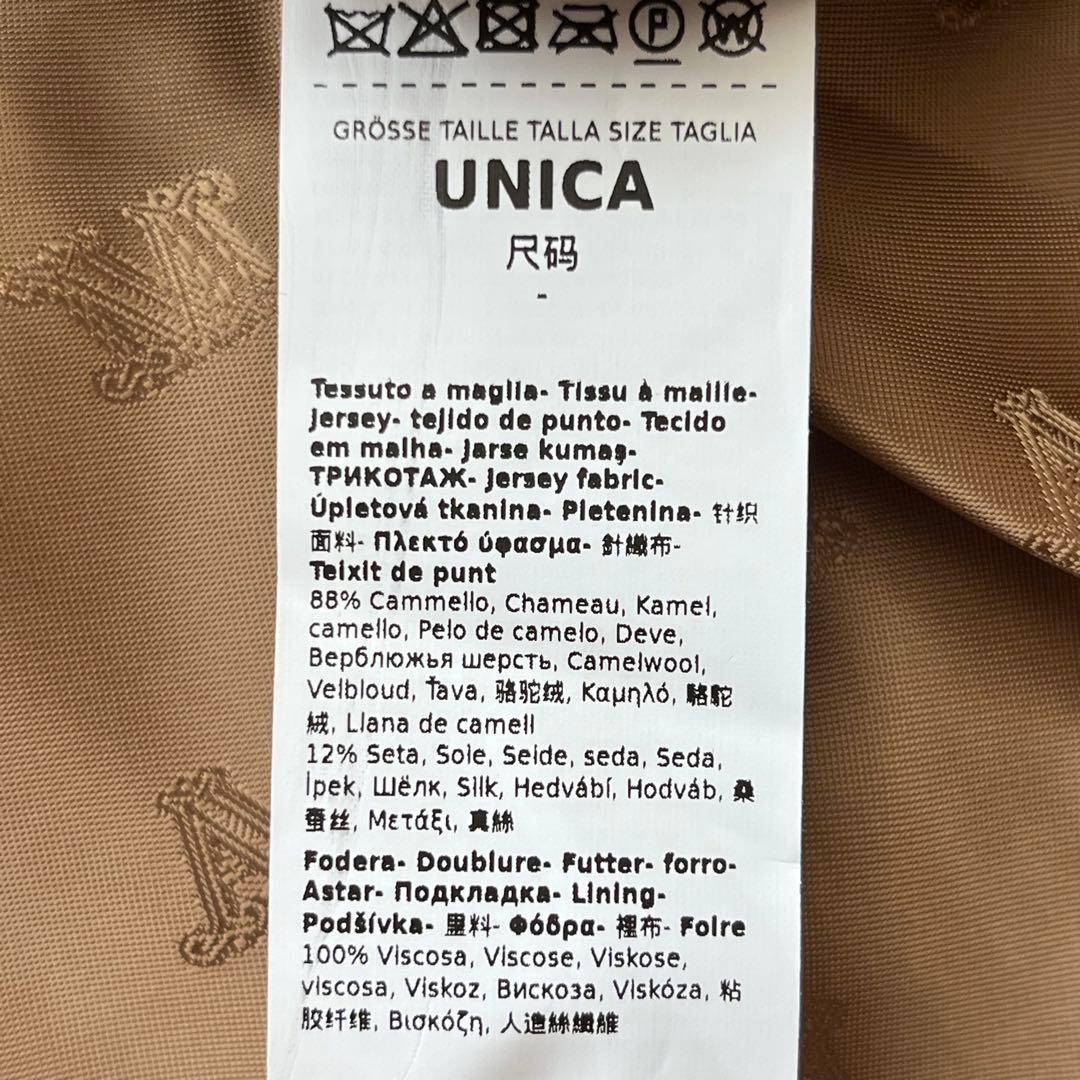 GRÖSSE TAILLE TALLA SIZE TAGLIA
UNICA
尺码
-
Tessuto a maglia- Tissu à maille-
Jersey- tejido de punto- Tecido
em malha- Jarse kumaş-
ТРИКОТАЖ- Jersey fabric-
Úpletová tkanina- Pletenina- 针织
面料- Πλεκτό ύφασμα- 針織布-
Teixit de punt
88% Cammello, Chameau, Kamel,
camello, Pelo de camelo, Deve,
Верблюжья шерсть, Camelwool,
Velbloud, Ťava, 骆驼绒, Καμηλό, 駱駝
絨, Llana de camell
12% Seta, Soie, Seide, seda, Seda,
İpek, Шёлк, Silk, Hedvábí, Hodváb, 桑
蚕丝, Μετάξι, 真絲
Fodera- Doublure- Futter- forro-
Astar- Подкладка- Lining-
Podšívka- 里料- Φόδρα- 裡布- Folre
100% Viscosa, Viscose, Viskose,
viscosa, Viskoz, Вискоза, Viskóza, 粘
胶纤维, Βισκόζη, 人造絲纖維